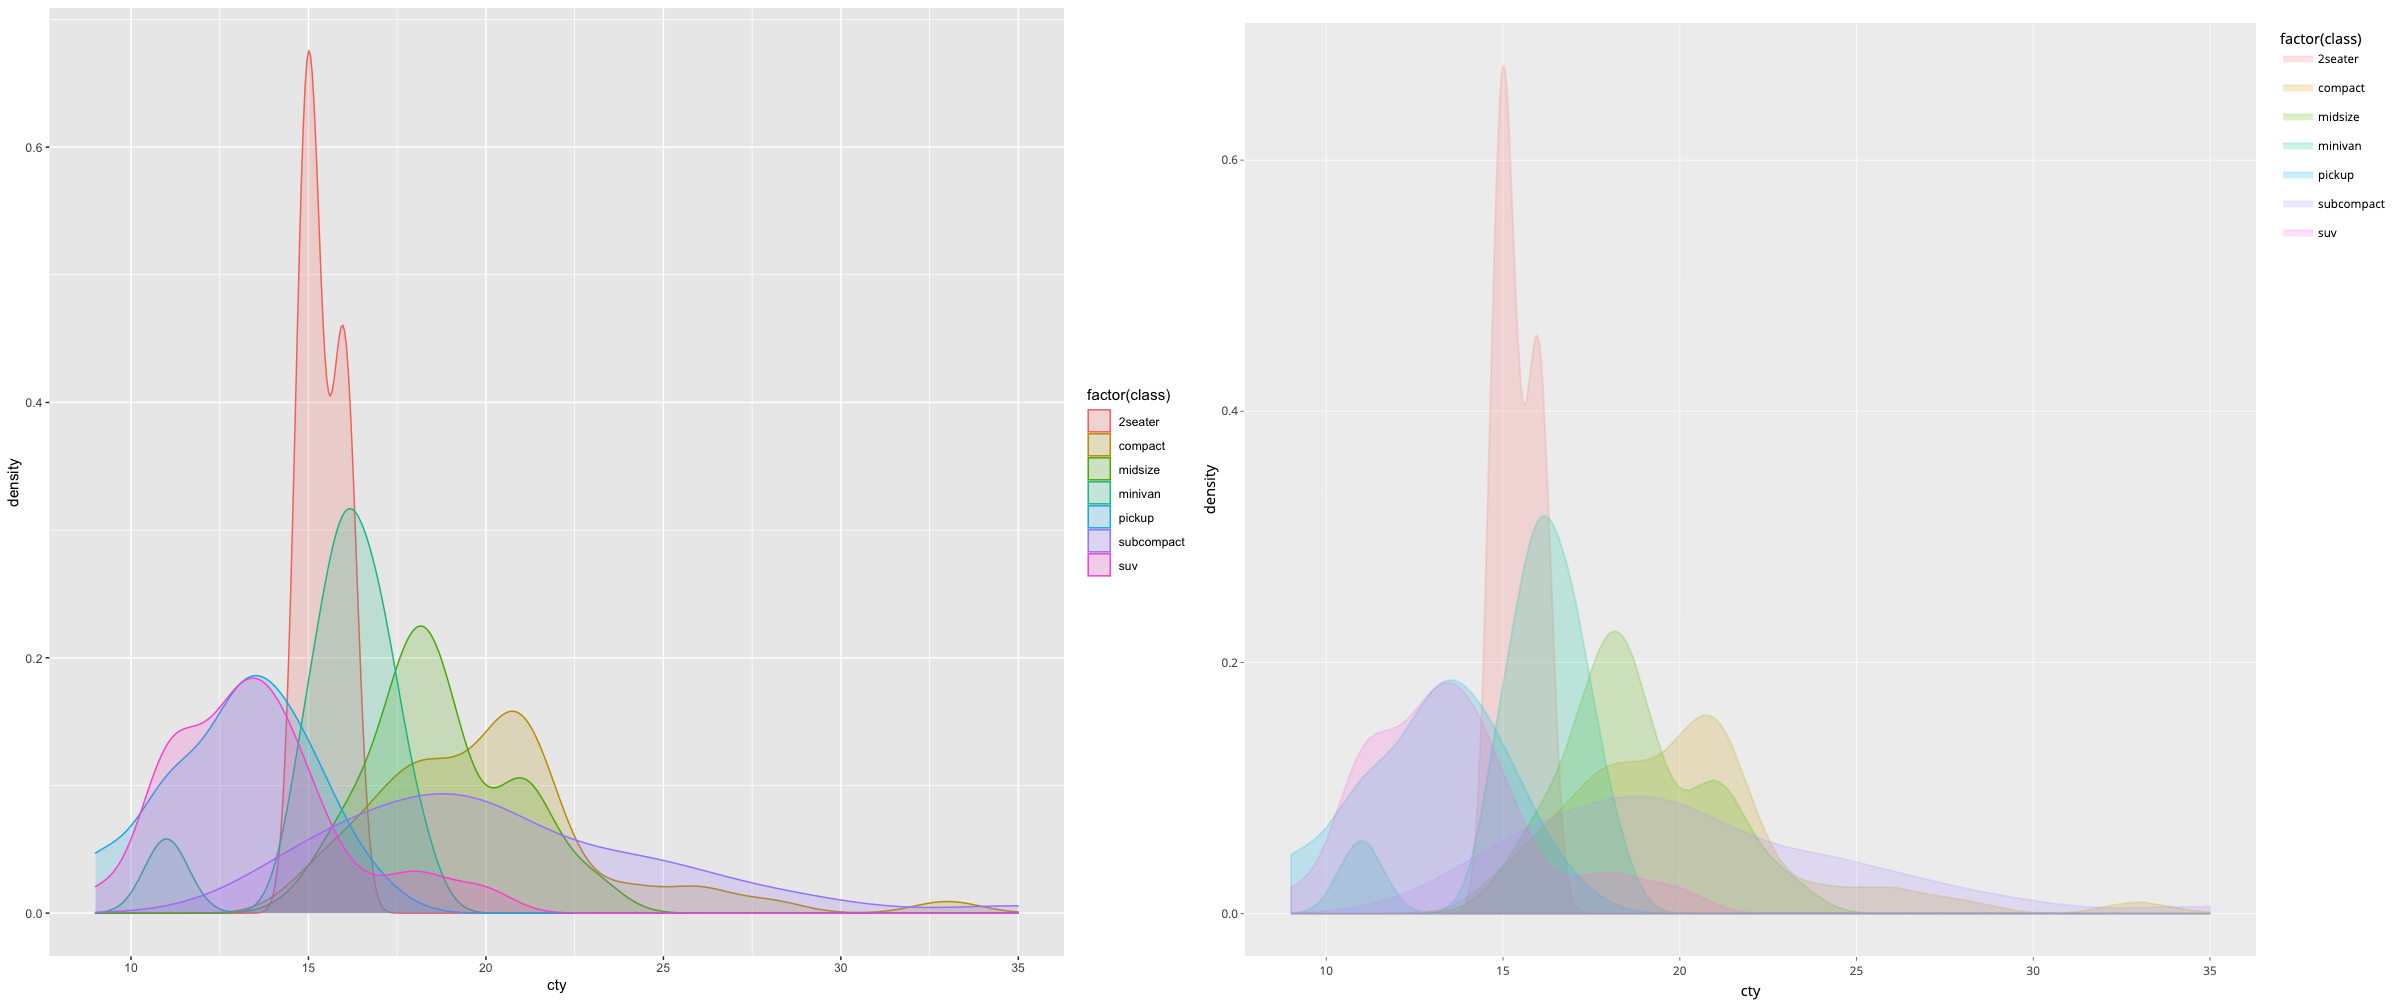 density
0.6
0.4
0.2
0.0
10 15 20 25 30 35
cty
factor(class)
2seater
compact
midsize
minivan
pickup
subcompact
suv
density
0.6
0.4
0.2
0.0
10 15 20 25 30 35
cty
factor(class)
2seater
compact
midsize
minivan
pickup
subcompact
suv